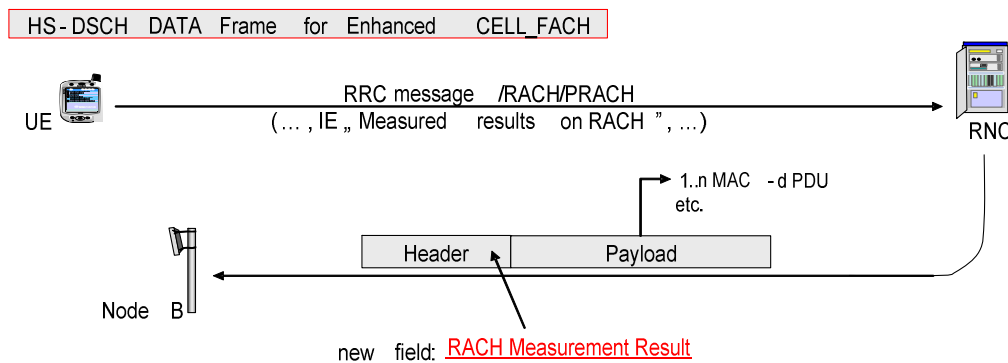 HS-DSCH DATA Frame for Enhanced CELL_FACH
RRC message /RACH/PRACH
(... , IE „ Measured results on RACH ", ...)
UE
RNC
1..n MAC -d PDU
etc.
Header
Payload
Node B
new field: RACH Measurement Result